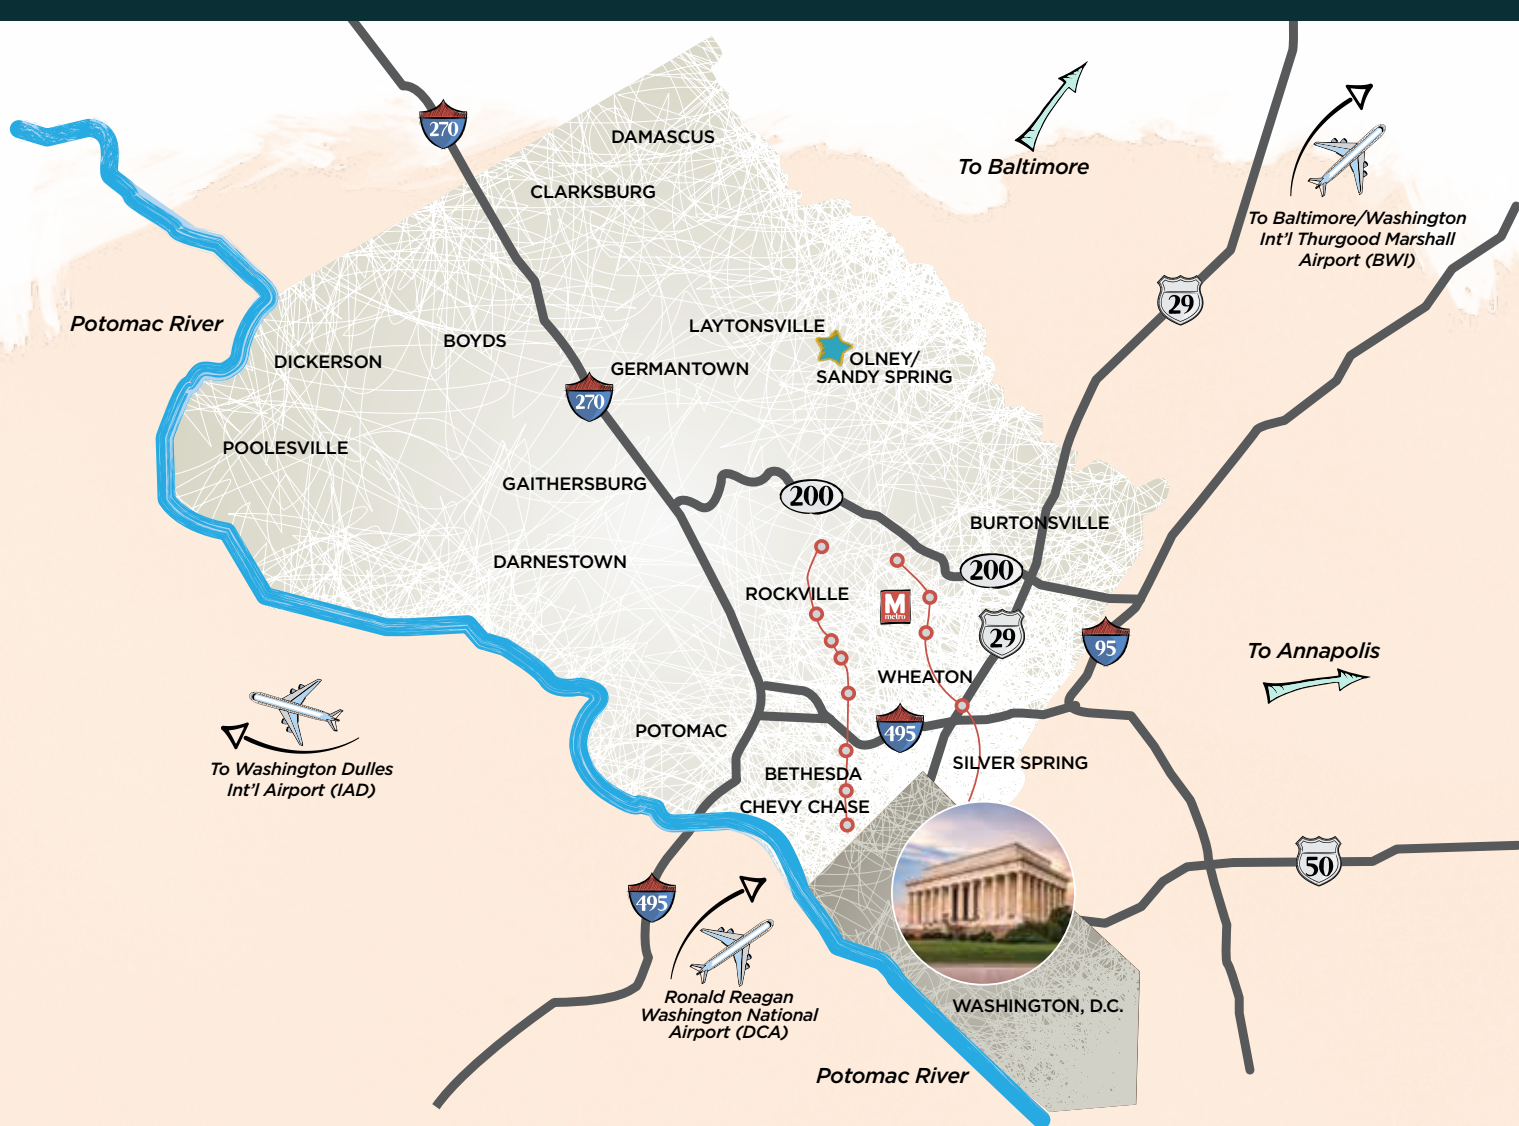 270
DAMASCUS
To Baltimore
CLARKSBURG
To Baltimore/Washington
Int'l Thurgood Marshall
Airport (BWI)
29
Potomac River
LAYTONSVILLE
BOYDS
DICKERSON
GERMANTOWN
OLNEY/
SANDY SPRING
270
POOLESVILLE
GAITHERSBURG
200
BURTONSVILLE
DARNESTOWN
200
ROCKVILLE
M
metro
29
95
To Annapolis
WHEATON
POTOMAC
495
SILVER SPRING
To Washington Dulles
Int'l Airport (IAD)
BETHESDA
CHEVY CHASE
50
495
Ronald Reagan
Washington National
Airport (DCA)
WASHINGTON, D.C.
Potomac River